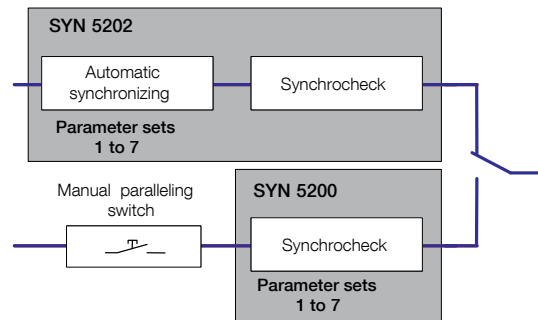 SYN 5202
Automatic
synchronizing
Synchrocheck
Parameter sets
1 to 7
Manual paralleling
switch
SYN 5200
Synchrocheck
Parameter sets
1 to 7